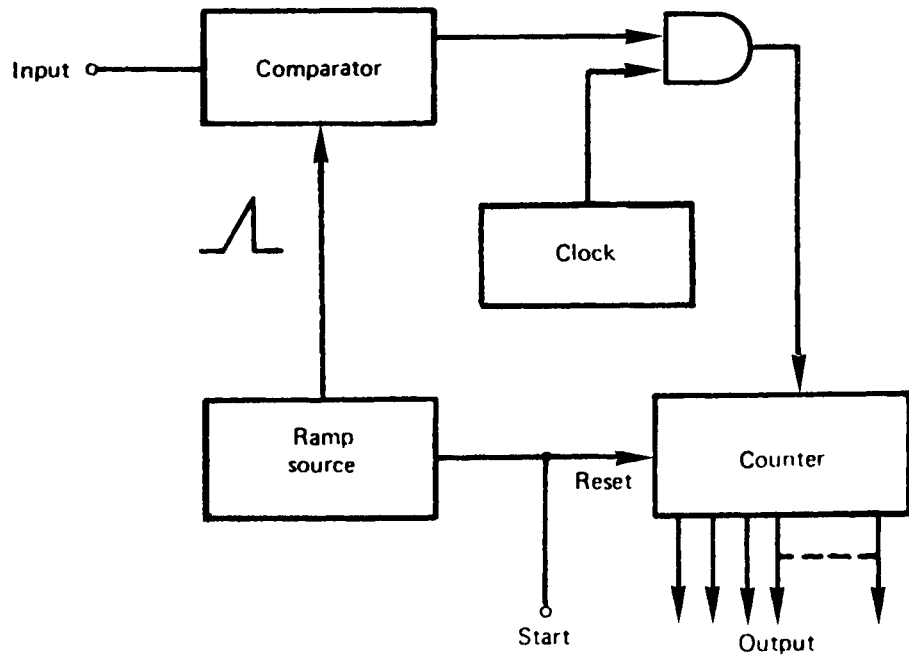 Input
Comparator
Clock
Ramp
source
Reset
Counter
Start
Output